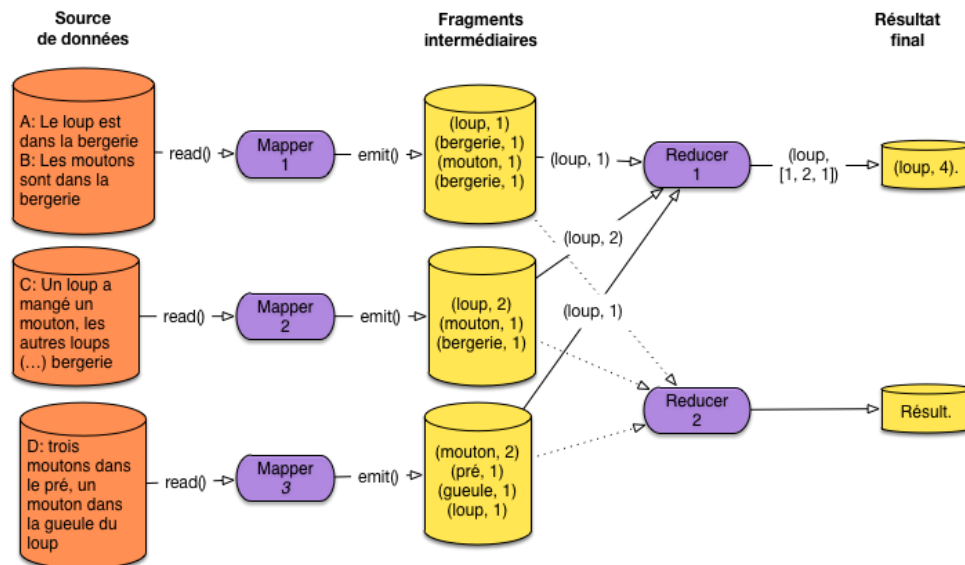 Source
de données
Fragments
intermédiaires
Résultat
final
A: Le loup est
dans la bergerie
B: Les moutons
sont dans la
bergerie
read()
Mapper
1
emit()
(loup, 1)
(bergerie, 1)
(mouton, 1)
(bergerie, 1)
(loup, 1)
Reducer
1
(loup,
[1, 2, 1])
(loup, 4).
(loup, 2)
C: Un loup a
mangé un
mouton, les
autres loups
(...) bergerie
read()
Mapper
2
emit()
(loup, 2)
(mouton, 1)
(bergerie, 1)
(loup, 1)
Reducer
2
Résult.
D: trois
moutons dans
le pré, un
mouton dans
la gueule du
loup
read()
Mapper
3
emit()
(mouton, 2)
(pré, 1)
(gueule, 1)
(loup, 1)